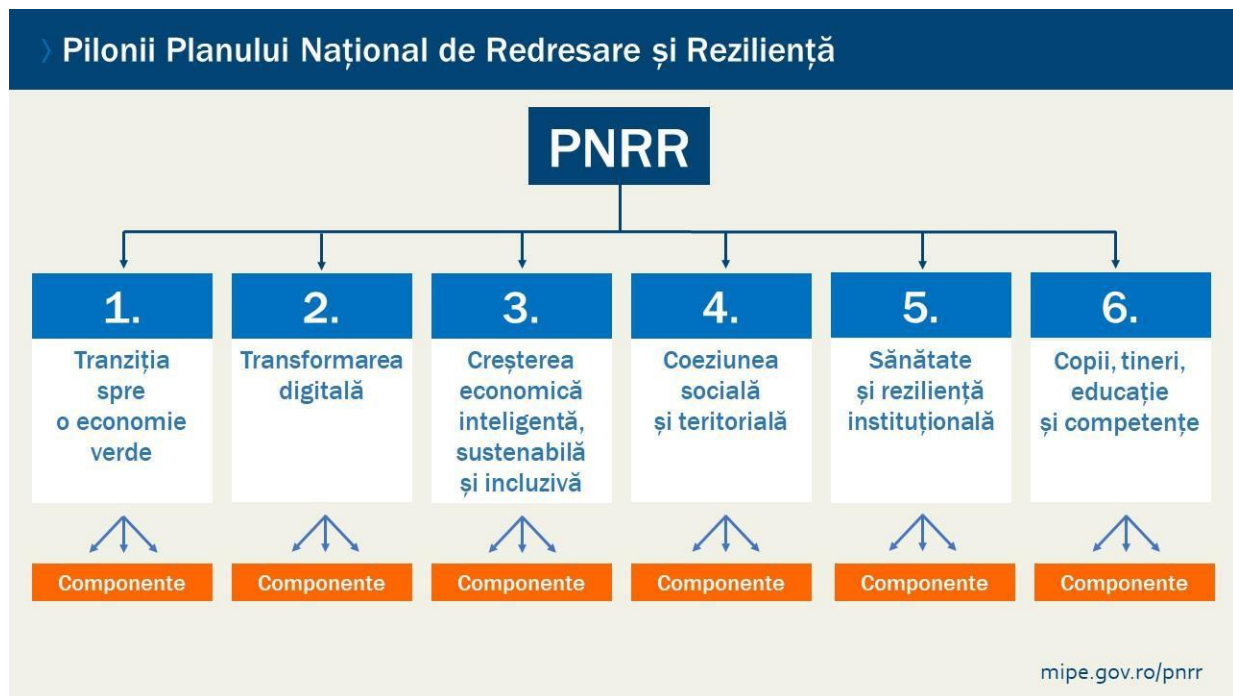 〉Pilonii Planului Național de Redresare și Reziliență
PNRR
1.
Tranziția
spre
o economie
verde
Componente
2.
Transformarea
digitală
Componente
3.
Creșterea
economică
inteligentă,
sustenabilă
și incluzivă
Componente
4.
Coeziunea
socială
și teritorială
Componente
5.
Sănătate
și reziliență
instituțională
Componente
6.
Copii, tineri,
educație
și competențe
Componente
mipe.gov.ro/pnrr